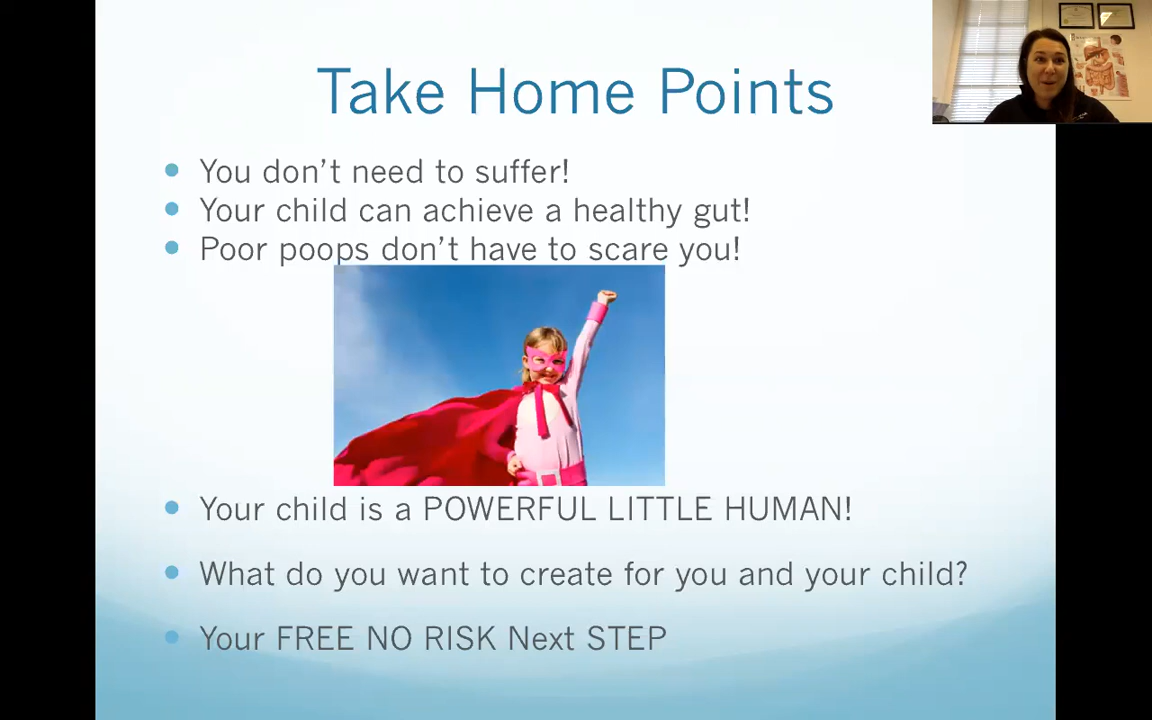 Take Home Points
• You don't need to suffer!
• Your child can achieve a healthy gut!
• Poor poops don't have to scare you!
• Your child is a POWERFUL LITTLE HUMAN!
• What do you want to create for you and your child?
• Your FREE NO RISK Next STEP